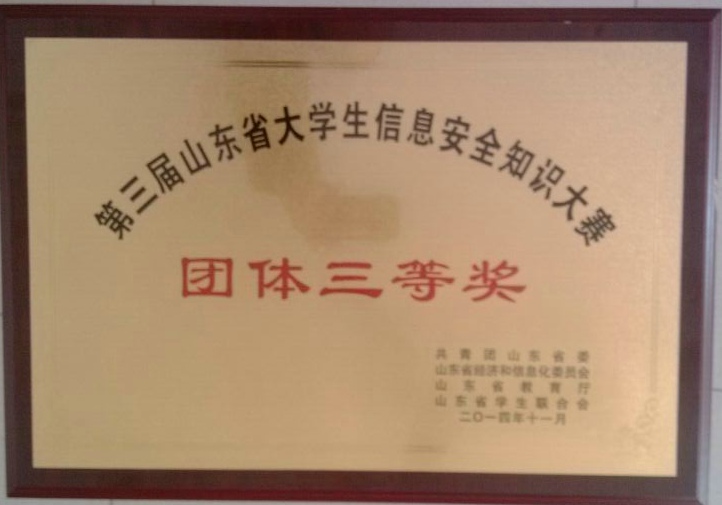 第三届山东省大学生信息安全知识大赛
团体三等奖
共青团山东省委
山东省经济和信息化委员会
山东省教育厅
山东省学生联合会
二〇一四年十一月